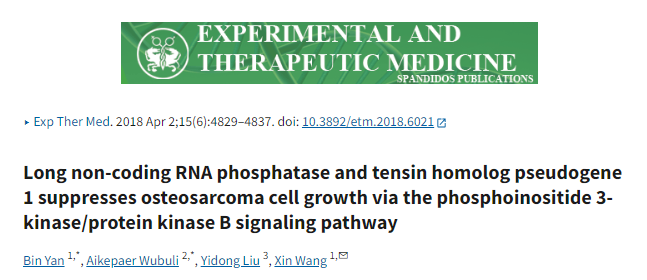 EXPERIMENTAL AND
THERAPEUTIC MEDICINE
SPANDIDOS PUBLICATIONS
▸ Exp Ther Med. 2018 Apr 2;15(6):4829–4837. doi: 10.3892/etm.2018.6021
Long non-coding RNA phosphatase and tensin homolog pseudogene
1 suppresses osteosarcoma cell growth via the phosphoinositide 3-
kinase/protein kinase B signaling pathway
Bin Yan 1,*, Aikepaer Wubuli 2,*, Yidong Liu 3, Xin Wang 1,✉